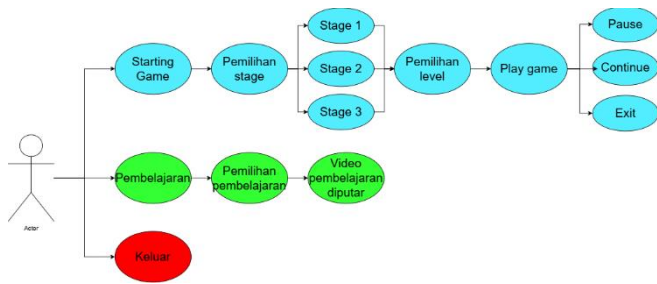 Starting
Game
Pemilihan
stage
Stage 1
Stage 2
Stage 3
Pemilihan
level
Play game
Pause
Continue
Exit
Actor
Pembelajaran
Pemilihan
pembelajaran
Video
pembelajaran
diputar
Keluar